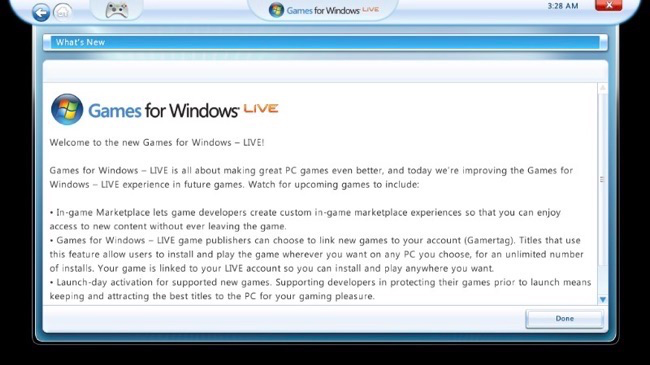 Games for Windows LIVE
3:28 AM
What's New
Games for Windows LIVE
Welcome to the new Games for Windows – LIVE!
Games for Windows – LIVE is all about making great PC games even better, and today we're improving the Games for
Windows – LIVE experience in future games. Watch for upcoming games to include:
• In-game Marketplace lets game developers create custom in-game marketplace experiences so that you can enjoy
access to new content without ever leaving the game.
• Games for Windows – LIVE game publishers can choose to link new games to your account (Gamertag). Titles that use
this feature allow users to install and play the game wherever you want on any PC you choose, for an unlimited number
of installs. Your game is linked to your LIVE account so you can install and play anywhere you want.
• Launch-day activation for supported new games. Supporting developers in protecting their games prior to launch means
keeping and attracting the best titles to the PC for your gaming pleasure.
Done